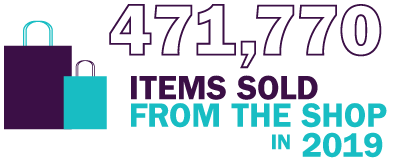 471,770
ITEMS SOLD
FROM THE SHOP
IN 2019